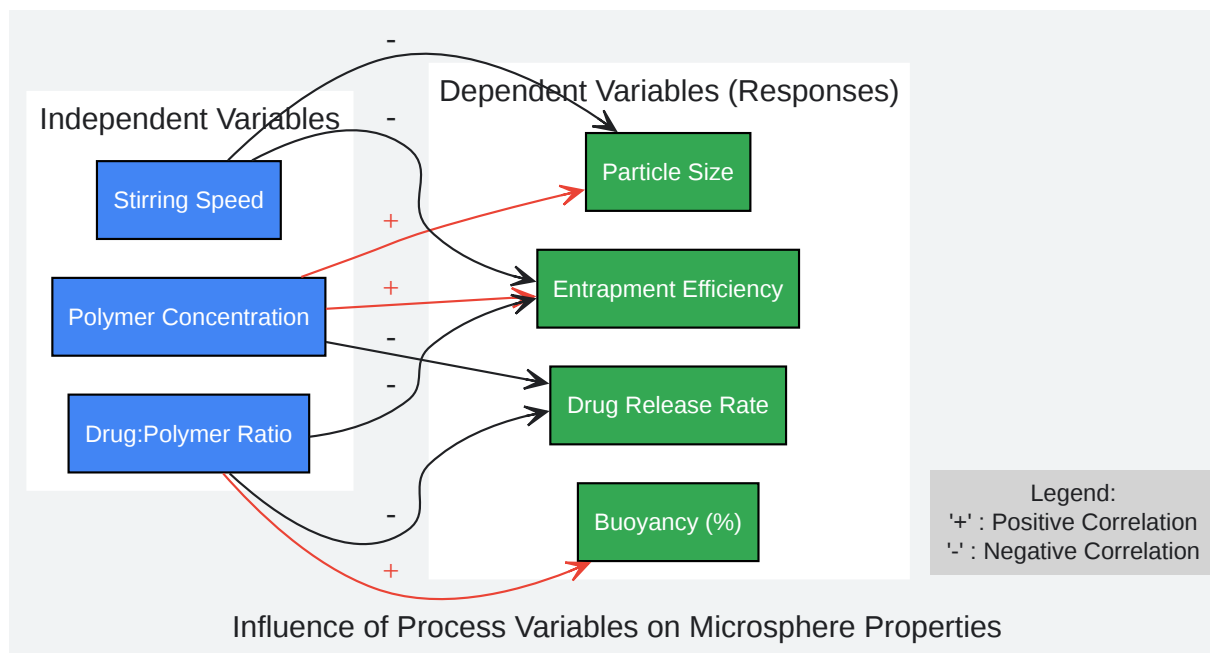 -
Dependent Variables (Responses)
Independent Variables
-
Particle Size
Stirring Speed
+
Entrapment Efficiency
+
Polymer Concentration
-
-
Drug Release Rate
Drug:Polymer Ratio
-
Buoyancy (%)
+
Legend:
'+' : Positive Correlation
'-' : Negative Correlation
Influence of Process Variables on Microsphere Properties